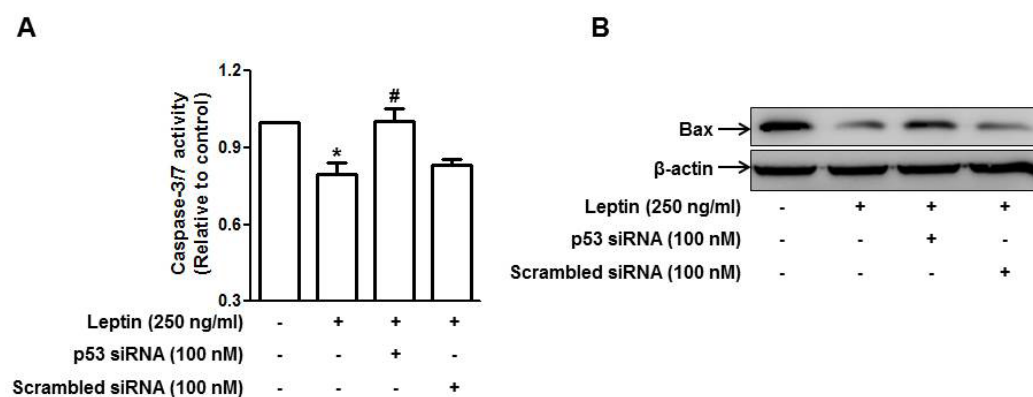 A
Caspase-3/7 activity
(Relative to control)
1.2
0.9
0.6
0.3
*
#
Leptin (250 ng/ml) - + + +
p53 siRNA (100 nM) - - + -
Scrambled siRNA (100 nM) - - - +
B
Bax
β-actin
Leptin (250 ng/ml) - + + +
p53 siRNA (100 nM) - - + -
Scrambled siRNA (100 nM) - - - +